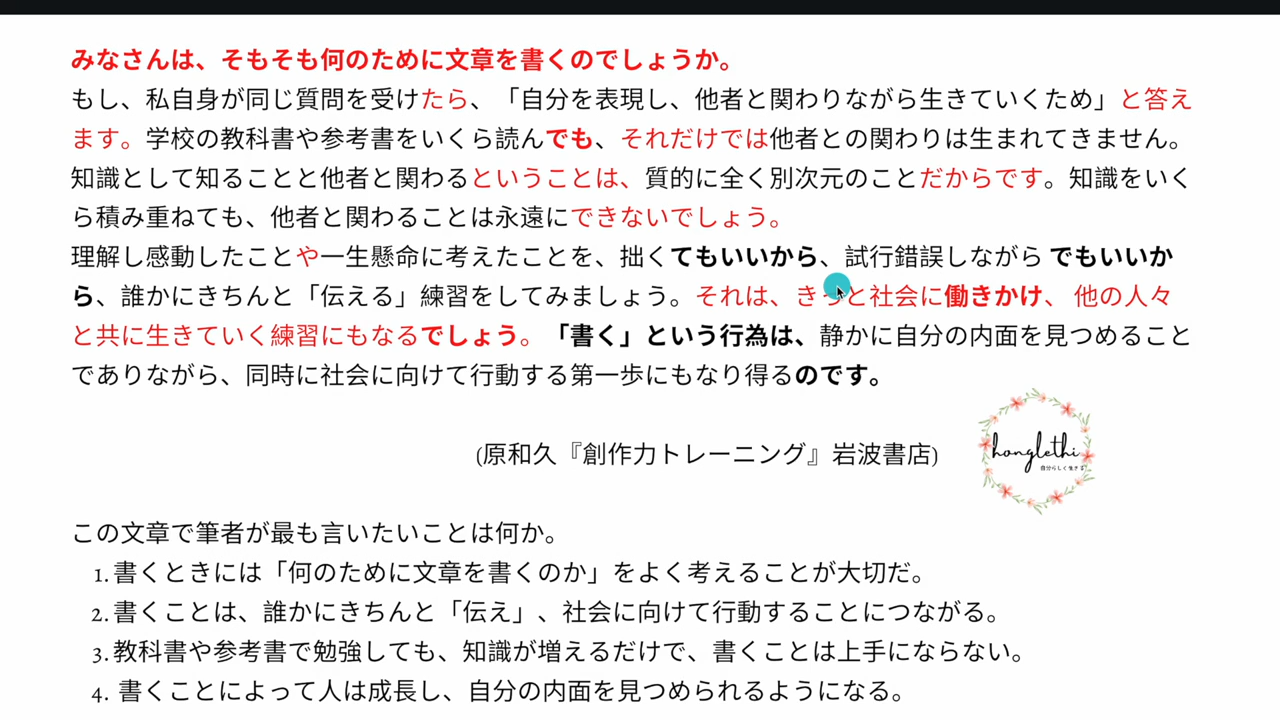 みなさんは、そもそも何のために文章を書くのでしょうか。
もし、私自身が同じ質問を受けたら、「自分を表現し、他者と関わりながら生きていくため」と答え
ます。学校の教科書や参考書をいくら読んでも、それだけでは他者との関わりは生まれてきません。
知識として知ることと他者と関わるということは、質的に全く別次元のことだからです。知識をいく
ら積み重ねても、他者と関わることは永遠にできないでしょう。
理解し感動したことや一生懸命に考えたことを、拙くてもいいから、試行錯誤しながら でもいいか
ら、誰かにきちんと「伝える」練習をしてみましょう。それは、きっと社会に働きかけ、 他の人々
と共に生きていく練習にもなるでしょう。「書く」という行為は、静かに自分の内面を見つめること
でありながら、同時に社会に向けて行動する第一歩にもなり得るのです。
(原和久『創作力トレーニング』岩波書店)
honglethi
自分らしく生きる
この文章で筆者が最も言いたいことは何か。
1. 書くときには「何のために文章を書くのか」をよく考えることが大切だ。
2. 書くことは、誰かにきちんと「伝え」、社会に向けて行動することにつながる。
3. 教科書や参考書で勉強しても、知識が増えるだけで、書くことは上手にならない。
4. 書くことによって人は成長し、自分の内面を見つめられるようになる。